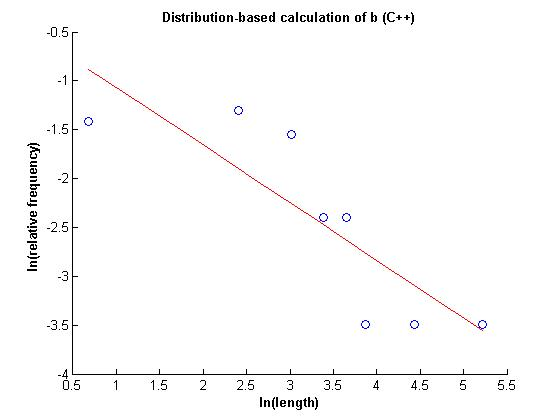 Distribution-based calculation of b (C++)
-0.5
-1
-1.5
-2
-2.5
-3
-3.5
-4
ln(relative frequency)
0.5 1 1.5 2 2.5 3 3.5 4 4.5 5 5.5
ln(length)